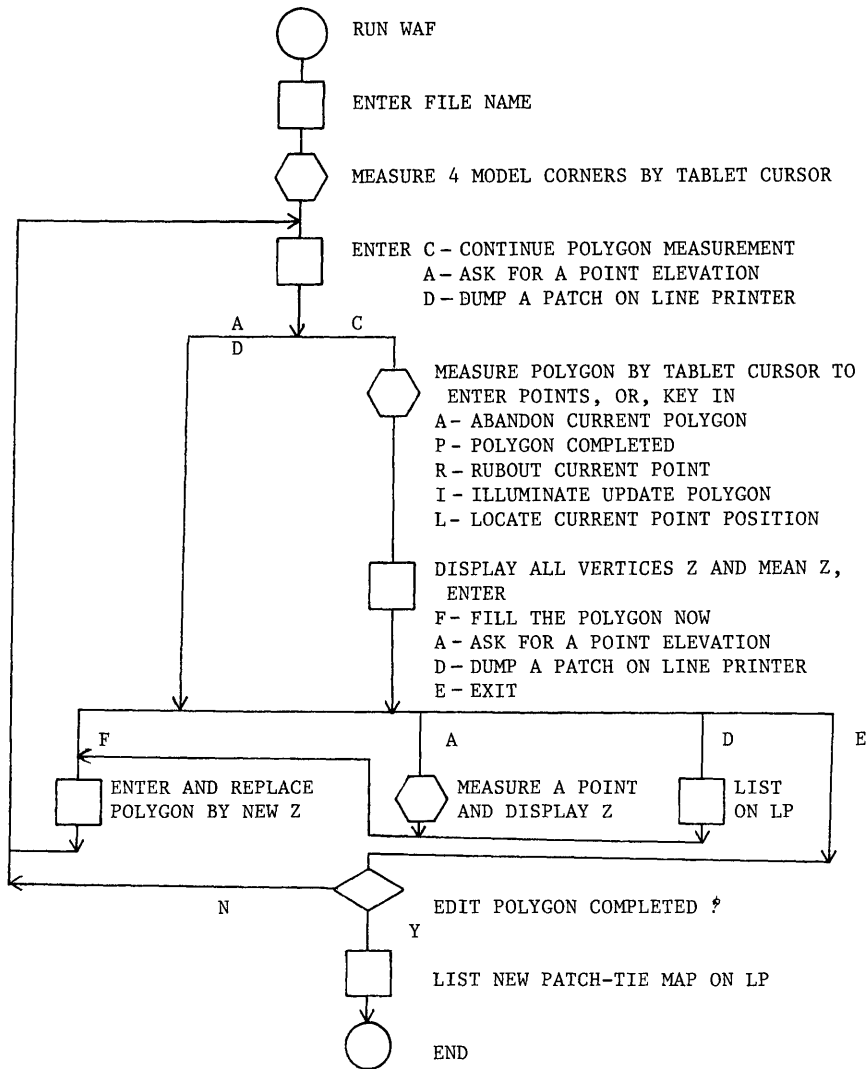 RUN WAF
ENTER FILE NAME
MEASURE 4 MODEL CORNERS BY TABLET CURSOR
ENTER C - CONTINUE POLYGON MEASUREMENT
A - ASK FOR A POINT ELEVATION
D - DUMP A PATCH ON LINE PRINTER
A
C
D
MEASURE POLYGON BY TABLET CURSOR TO
ENTER POINTS, OR, KEY IN
A - ABANDON CURRENT POLYGON
P - POLYGON COMPLETED
R - RUBOUT CURRENT POINT
I - ILLUMINATE UPDATE POLYGON
L - LOCATE CURRENT POINT POSITION
DISPLAY ALL VERTICES Z AND MEAN Z,
ENTER
F - FILL THE POLYGON NOW
A - ASK FOR A POINT ELEVATION
D - DUMP A PATCH ON LINE PRINTER
E - EXIT
F
A
D
E
ENTER AND REPLACE
POLYGON BY NEW Z
MEASURE A POINT
AND DISPLAY Z
LIST
ON LP
N
EDIT POLYGON COMPLETED ?
Y
LIST NEW PATCH-TIE MAP ON LP
END